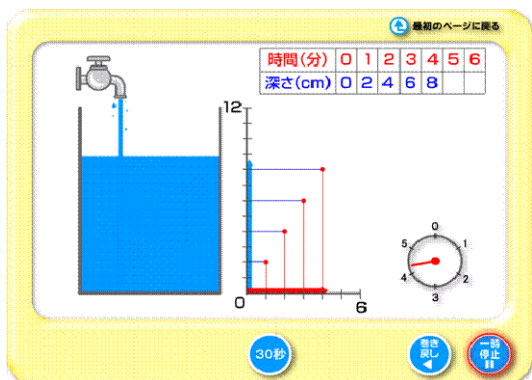 最初のページに戻る
時間(分) 0 1 2 3 4 5 6
深さ(cm) 0 2 4 6 8
12
0
6
0
1
2
3
4
5
30秒
巻き
戻し
一時
停止